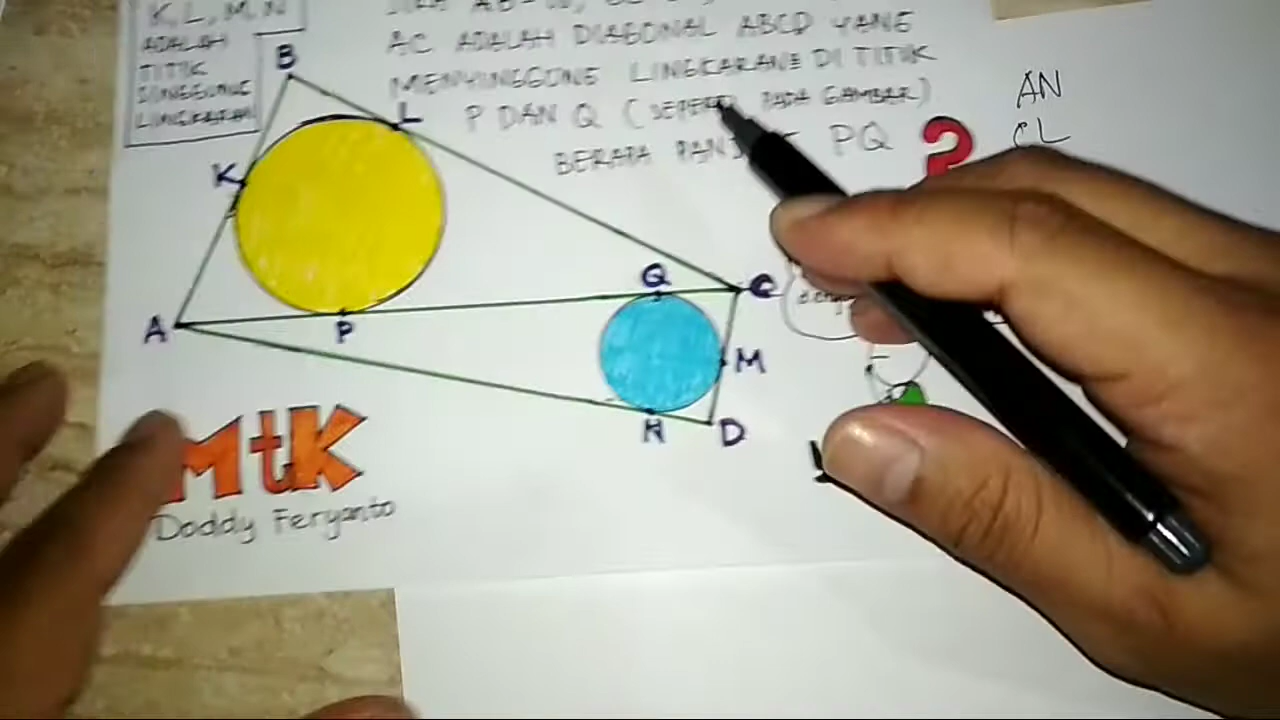 K, L, M, N
ADALAH
TITIK
SINGGUNG
LINGKARAN
AC ADALAH DIAGONAL ABCD YANG
MENYINGGUNG LINGKARAN DI TITIK
P DAN Q ( PADA GAMBAR)
BERAPA PQ
?
AN
CL
B
L
K
A
P
Q
C
M
N
D
MtK
Doddy Feryanto